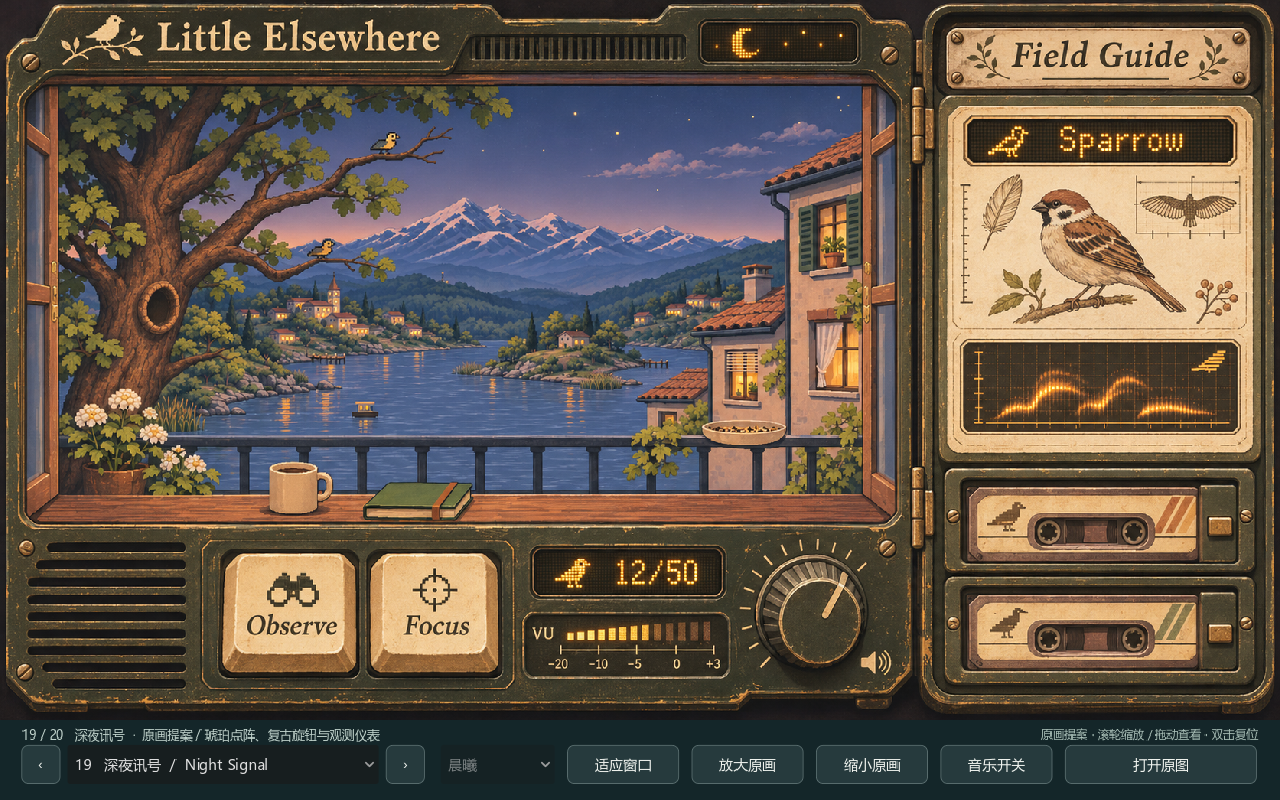 Little Elsewhere
Field Guide
Sparrow
Observe
Focus
12/50
VU
-20 -10 -5 0 +3
19 / 20 深夜讯号 · 原画提案 / 琥珀点阵、复古旋钮与观测仪表
原画提案 · 滚轮缩放 / 拖动查看 · 双击复位
‹
19 深夜讯号 / Night Signal
›
晨曦
适应窗口
放大原画
缩小原画
音乐开关
打开原图